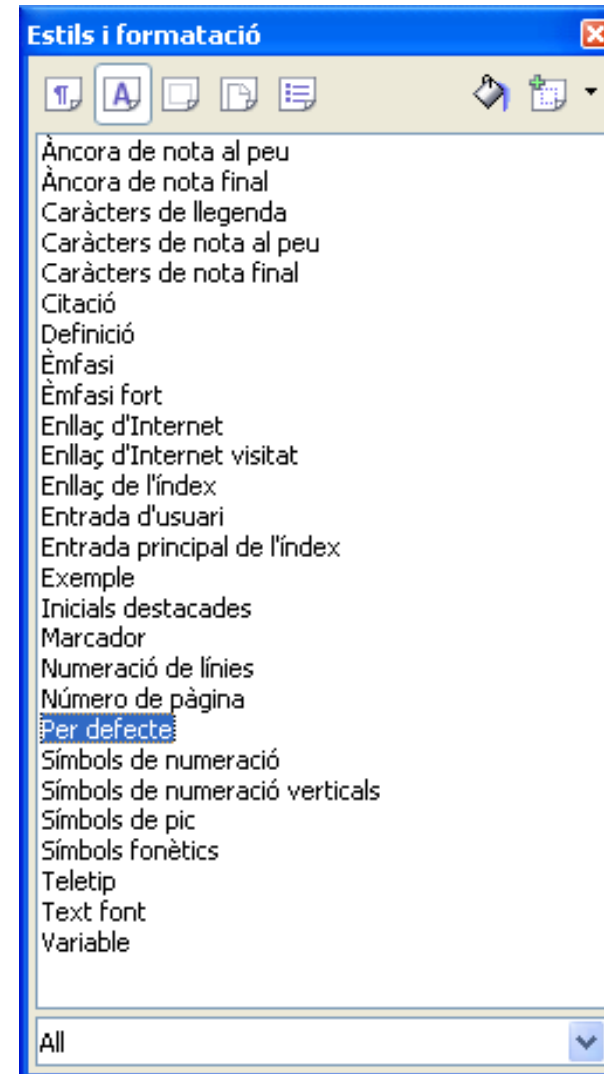 Estils i formatació
Àncora de nota al peu
Àncora de nota final
Caràcters de llegenda
Caràcters de nota al peu
Caràcters de nota final
Citació
Definició
Èmfasi
Èmfasi fort
Enllaç d'Internet
Enllaç d'Internet visitat
Enllaç de l'índex
Entrada d'usuari
Entrada principal de l'índex
Exemple
Inicials destacades
Marcador
Numeració de línies
Número de pàgina
Per defecte
Símbols de numeració
Símbols de numeració verticals
Símbols de pic
Símbols fonètics
Teletip
Text font
Variable
All